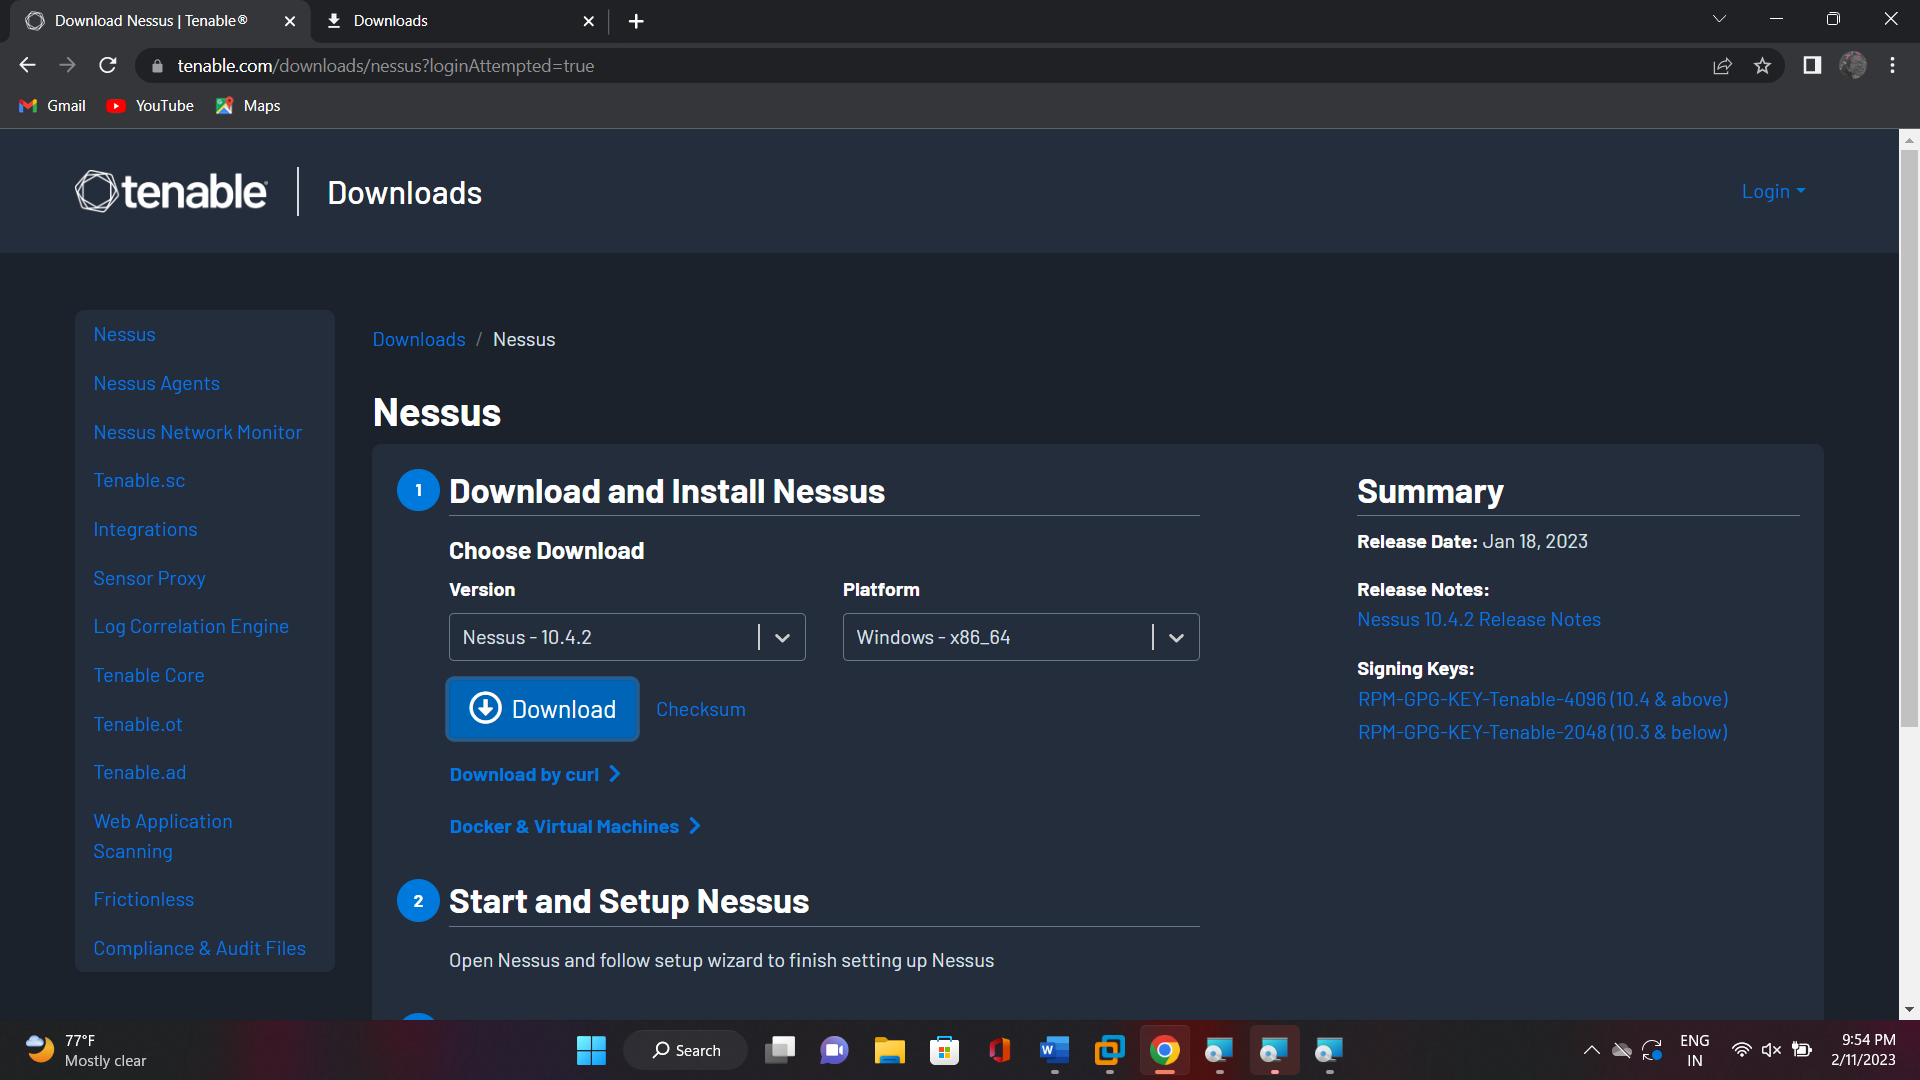 Download Nessus | Tenable®
Downloads
tenable.com/downloads/nessus?loginAttempted=true
Gmail
YouTube
Maps
tenable
Downloads
Login
Nessus
Nessus Agents
Nessus Network Monitor
Tenable.sc
Integrations
Sensor Proxy
Log Correlation Engine
Tenable Core
Tenable.ot
Tenable.ad
Web Application
Scanning
Frictionless
Compliance & Audit Files
Downloads / Nessus
Nessus
1 Download and Install Nessus
Choose Download
Version
Platform
Nessus - 10.4.2
Windows - x86_64
Download
Checksum
Download by curl
Docker & Virtual Machines
2 Start and Setup Nessus
Open Nessus and follow setup wizard to finish setting up Nessus
Summary
Release Date: Jan 18, 2023
Release Notes:
Nessus 10.4.2 Release Notes
Signing Keys:
RPM-GPG-KEY-Tenable-4096 (10.4 & above)
RPM-GPG-KEY-Tenable-2048 (10.3 & below)
77°F
Mostly clear
Search
W
ENG
IN
9:54 PM
2/11/2023